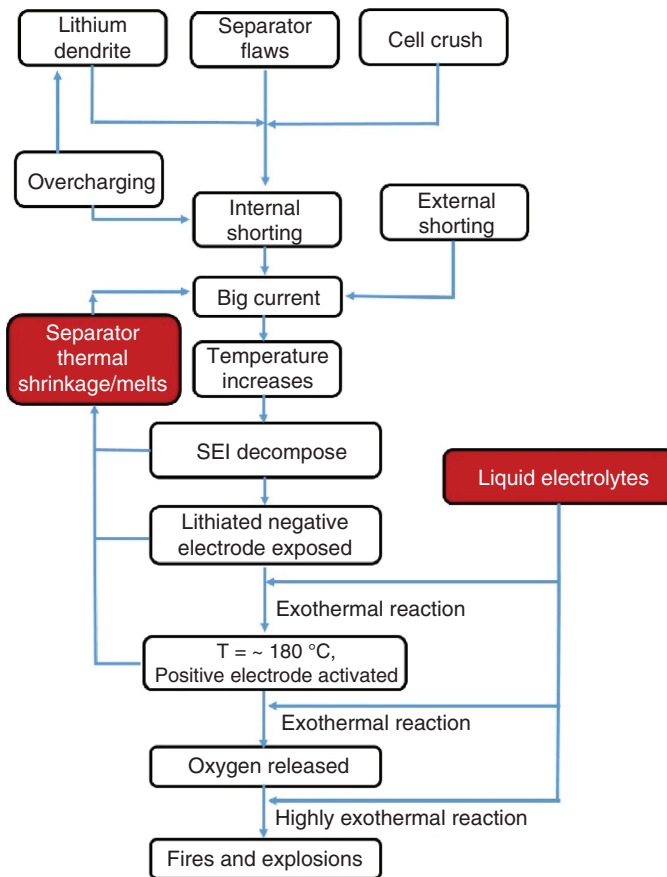 Lithium
dendrite
Separator
flaws
Cell crush
Overcharging
Internal
shorting
External
shorting
Big current
Separator
thermal
shrinkage/melts
Temperature
increases
SEI decompose
Liquid electrolytes
Lithiated negative
electrode exposed
Exothermal reaction
T = ~ 180 °C,
Positive electrode activated
Exothermal reaction
Oxygen released
Highly exothermal reaction
Fires and explosions